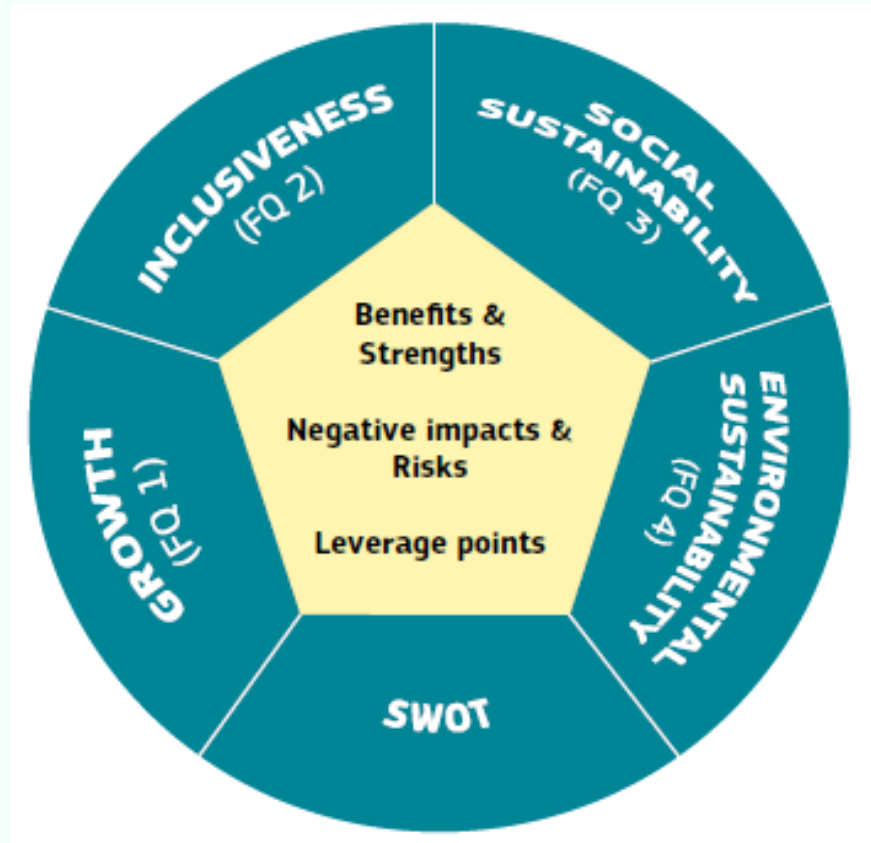 INCLUSIVENESS
(FQ 2)
SOCIAL
SUSTAINABILITY
(FQ 3)
ENVIRONMENTAL
SUSTAINABILITY
(FQ 4)
SWOT
GROWTH
(FQ 1)
Benefits &
Strengths
Negative impacts &
Risks
Leverage points